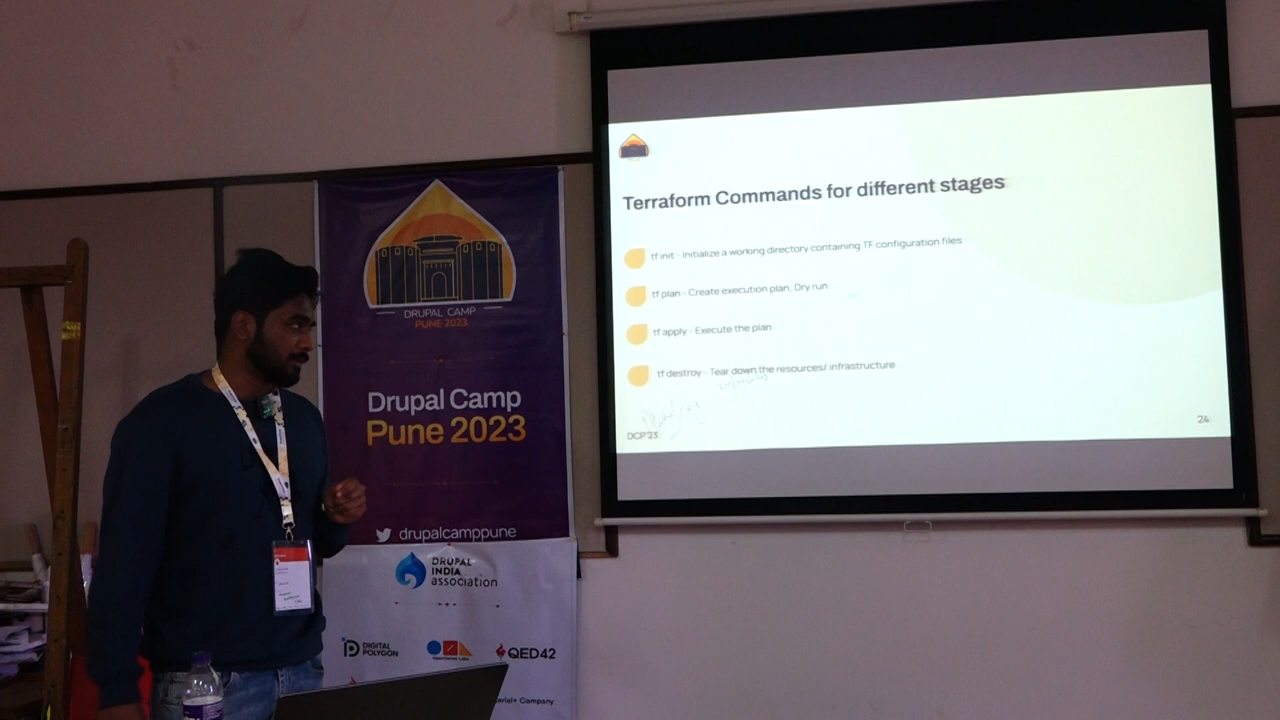 Terraform Commands for different stages
tf init - Initialize a working directory containing TF configuration files
tf plan - Create execution plan. Dry run
tf apply - Execute the plan
tf destroy - Tear down the resources/ infrastructure
DCP'23
24
DRUPAL CAMP
PUNE 2023
Drupal Camp
Pune 2023
drupalcamppune
DRUPAL
INDIA
association
DIGITAL
POLYGON
QED42
erial+ Company